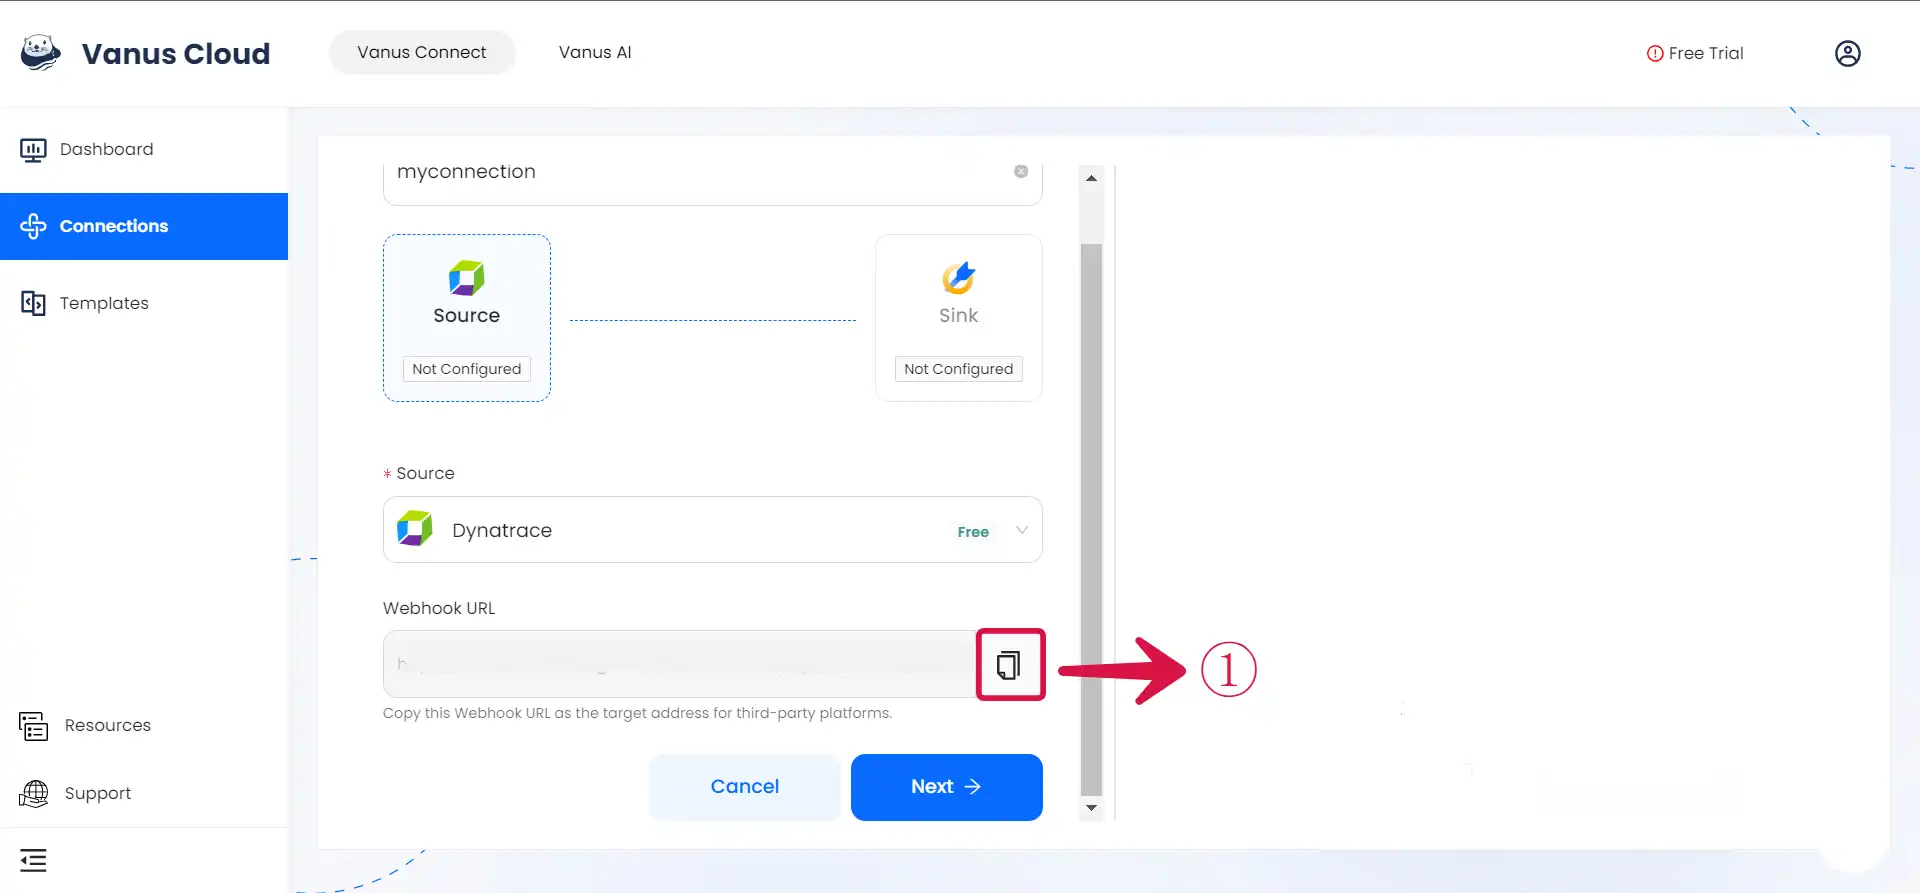 Vanus Cloud
Vanus Connect
Vanus AI
Free Trial
Dashboard
Connections
Templates
Resources
Support
myconnection
Source
Not Configured
Sink
Not Configured
* Source
Dynatrace
Free
Webhook URL
①
Copy this Webhook URL as the target address for third-party platforms.
Cancel
Next →